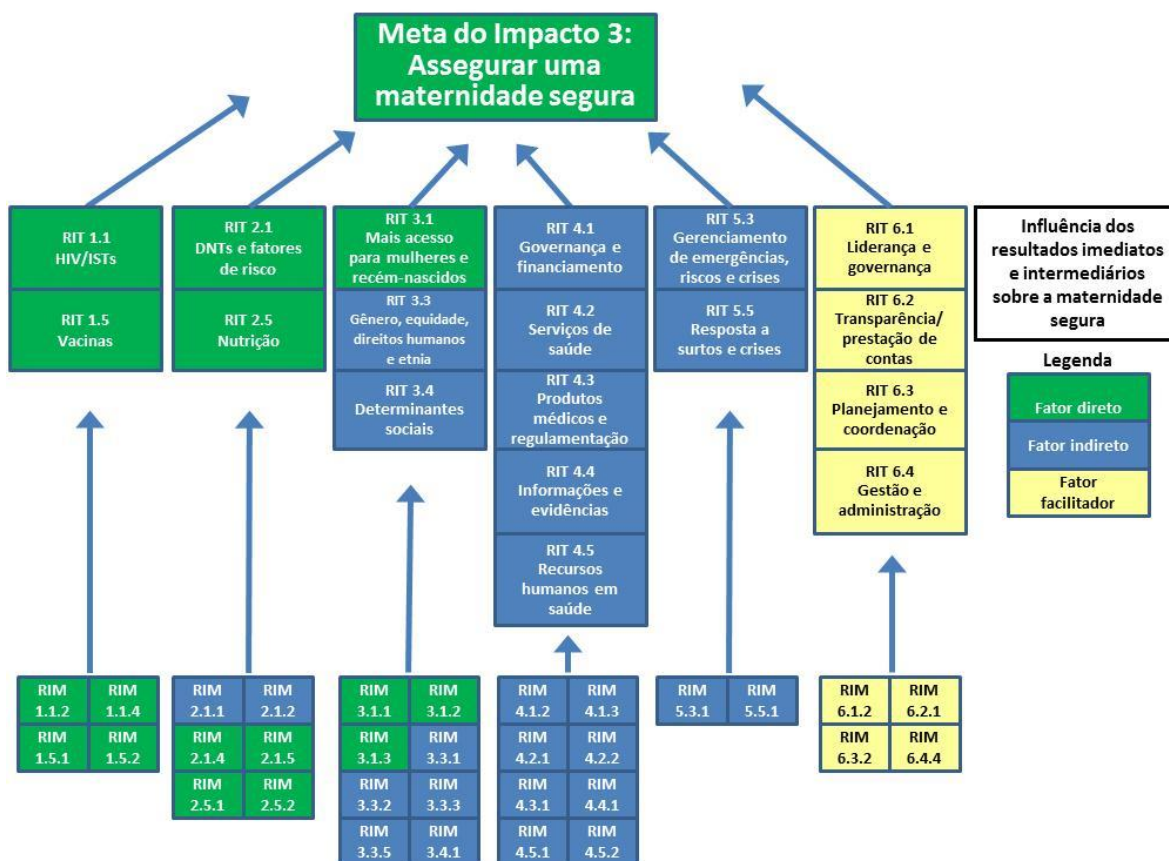 Meta do Impacto 3:
Assegurar uma
maternidade segura
RIT 1.1
HIV/ISTs
RIT 1.5
Vacinas
RIT 2.1
DNTs e fatores
de risco
RIT 2.5
Nutrição
RIT 3.1
Mais acesso
para mulheres e
recém-nascidos
RIT 3.3
Gênero, equidade,
direitos humanos
e etnia
RIT 3.4
Determinantes
sociais
RIT 4.1
Governança e
financiamento
RIT 4.2
Serviços de
saúde
RIT 4.3
Produtos
médicos e
regulamentação
RIT 4.4
Informações e
evidências
RIT 4.5
Recursos
humanos em
saúde
RIT 5.3
Gerenciamento
de emergências,
riscos e crises
RIT 5.5
Resposta a
surtos e crises
RIT 6.1
Liderança e
governança
RIT 6.2
Transparência/
prestação de
contas
RIT 6.3
Planejamento e
coordenação
RIT 6.4
Gestão e
administração
Influência dos
resultados imediatos
e intermediários
sobre a maternidade
segura
Legenda
Fator direto
Fator indireto
Fator
facilitador
RIM
1.1.2
RIM
1.1.4
RIM
1.5.1
RIM
1.5.2
RIM
2.1.1
RIM
2.1.2
RIM
2.1.4
RIM
2.1.5
RIM
2.5.1
RIM
2.5.2
RIM
3.1.1
RIM
3.1.2
RIM
3.1.3
RIM
3.3.1
RIM
3.3.2
RIM
3.3.3
RIM
3.3.5
RIM
3.4.1
RIM
4.1.2
RIM
4.1.3
RIM
4.2.1
RIM
4.2.2
RIM
4.3.1
RIM
4.4.1
RIM
4.5.1
RIM
4.5.2
RIM
5.3.1
RIM
5.5.1
RIM
6.1.2
RIM
6.2.1
RIM
6.3.2
RIM
6.4.4